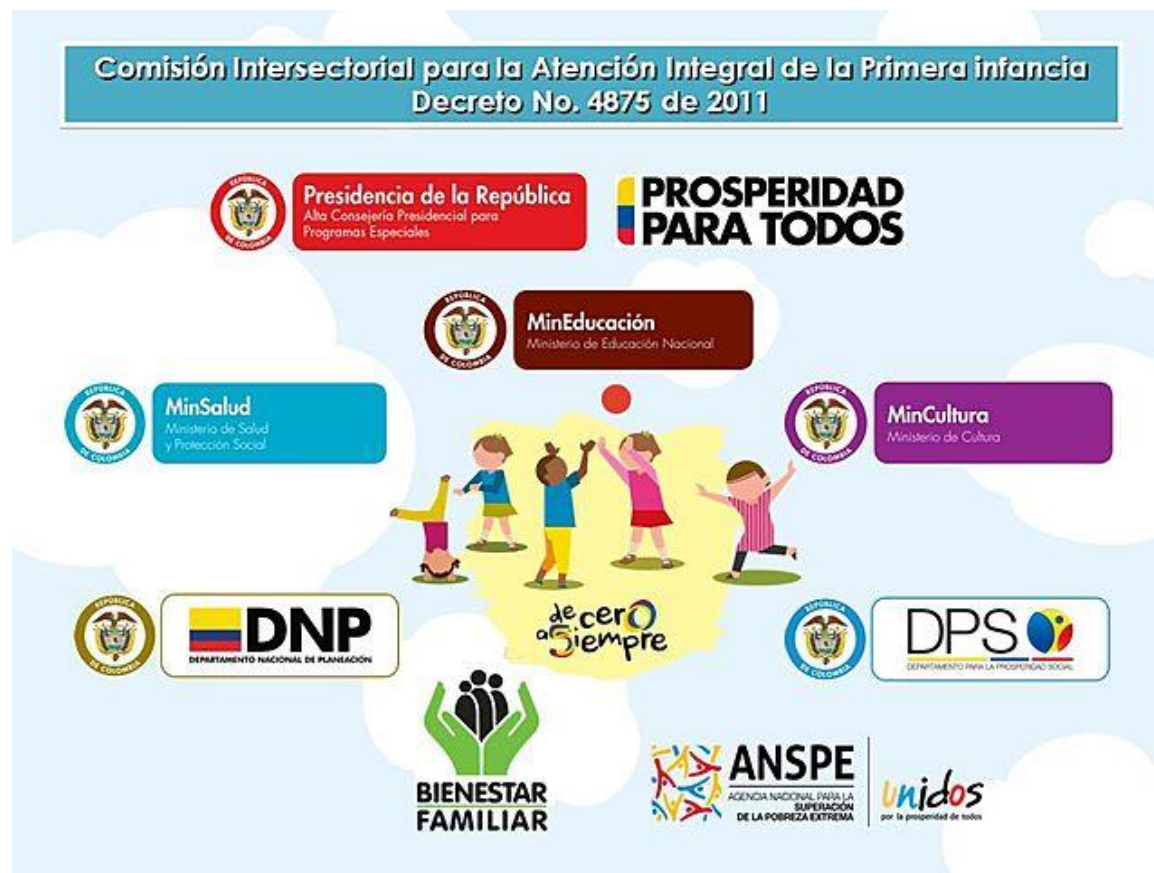 Comisión Intersectorial para la Atención Integral de la Primera infancia
Decreto No. 4875 de 2011
REPÚBLICA
DE COLOMBIA
Presidencia de la República
Alta Consejería Presidencial para
Programas Especiales
PROSPERIDAD
PARA TODOS
REPÚBLICA
DE COLOMBIA
MinEducación
Ministerio de Educación Nacional
REPÚBLICA
DE COLOMBIA
MinSalud
Ministerio de Salud
y Protección Social
REPÚBLICA
DE COLOMBIA
MinCultura
Ministerio de Cultura
de cero
a5iempre
REPÚBLICA
DE COLOMBIA
DNP
DEPARTAMENTO NACIONAL DE PLANEACIÓN
REPÚBLICA
DE COLOMBIA
DPS
DEPARTAMENTO PARA LA PROSPERIDAD SOCIAL
BIENESTAR
FAMILIAR
ANSPE
AGENCIA NACIONAL PARA LA
SUPERACIÓN
DE LA POBREZA EXTREMA
unidos
por la prosperidad de todos